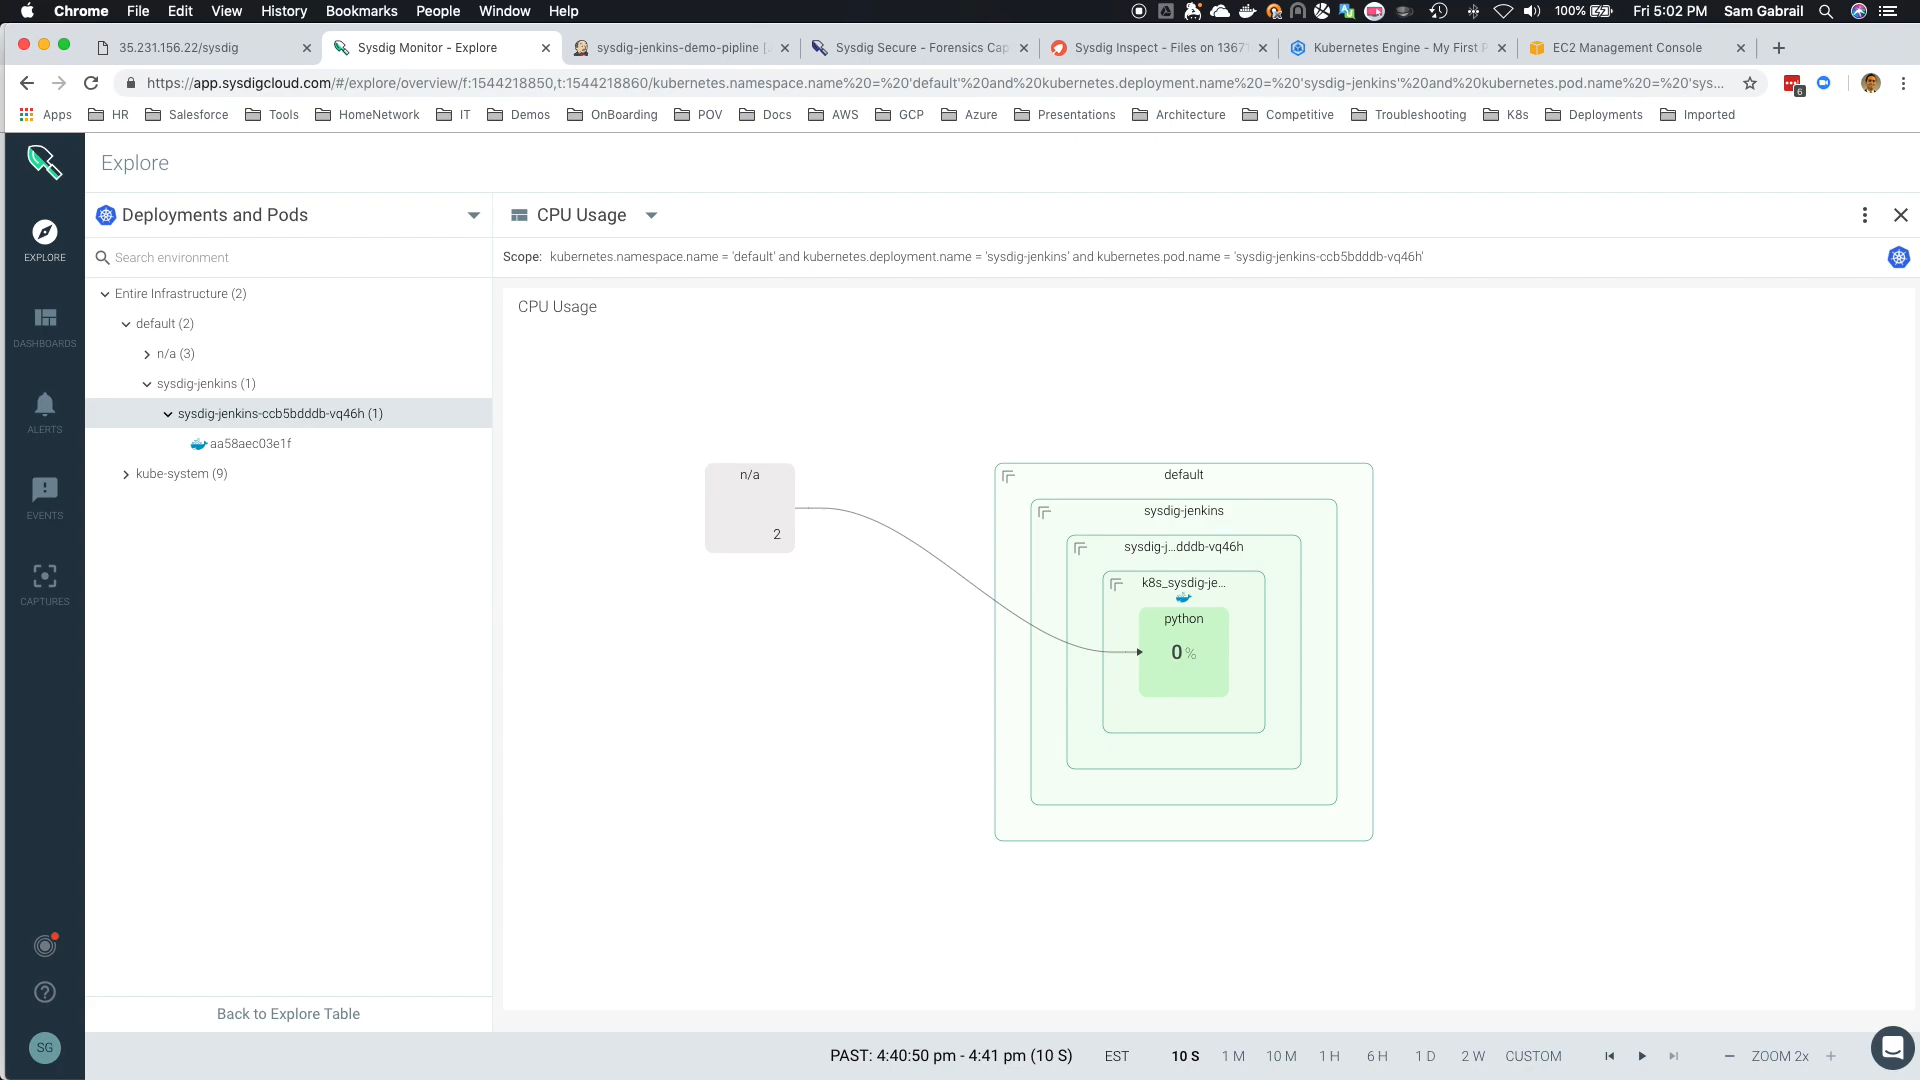 Chrome File Edit View History Bookmarks People Window Help 100% Fri 5:02 PM Sam Gabrail
35.231.156.22/sysdig
Sysdig Monitor - Explore
sysdig-jenkins-demo-pipline [
Sysdig Secure - Forensics Cap
Sysdig Inspect - Files on 13671
Kubernetes Engine - My First P
EC2 Management Console
https://app.sysdigcloud.com/#/explore/overview/f:1544218850,t:1544218860/kubernetes.namespace.name%20=%20'default'%20and%20kubernetes.deployment.name%20=%20'sysdig-jenkins'%20and%20kubernetes.pod.name%20=%20'sys...
6
Apps HR Salesforce Tools HomeNetwork IT Demos OnBoarding POV Docs AWS GCP Azure Presentations Architecture Competitive Troubleshooting K8s Deployments Imported
Explore
EXPLORE
DASHBOARDS
ALERTS
EVENTS
CAPTURES
SG
Deployments and Pods
Search environment
Entire Infrastructure (2)
default (2)
n/a (3)
sysdig-jenkins (1)
sysdig-jenkins-ccb5bdddb-vq46h (1)
aa58aec03e1f
kube-system (9)
Back to Explore Table
CPU Usage
Scope: kubernetes.namespace.name = 'default' and kubernetes.deployment.name = 'sysdig-jenkins' and kubernetes.pod.name = 'sysdig-jenkins-ccb5bdddb-vq46h'
CPU Usage
n/a
2
default
sysdig-jenkins
sysdig-j...dddb-vq46h
k8s_sysdig-je...
python
0 %
PAST: 4:40:50 pm - 4:41 pm (10 S) EST 10 S 1 M 10 M 1 H 6 H 1 D 2 W CUSTOM ZOOM 2x